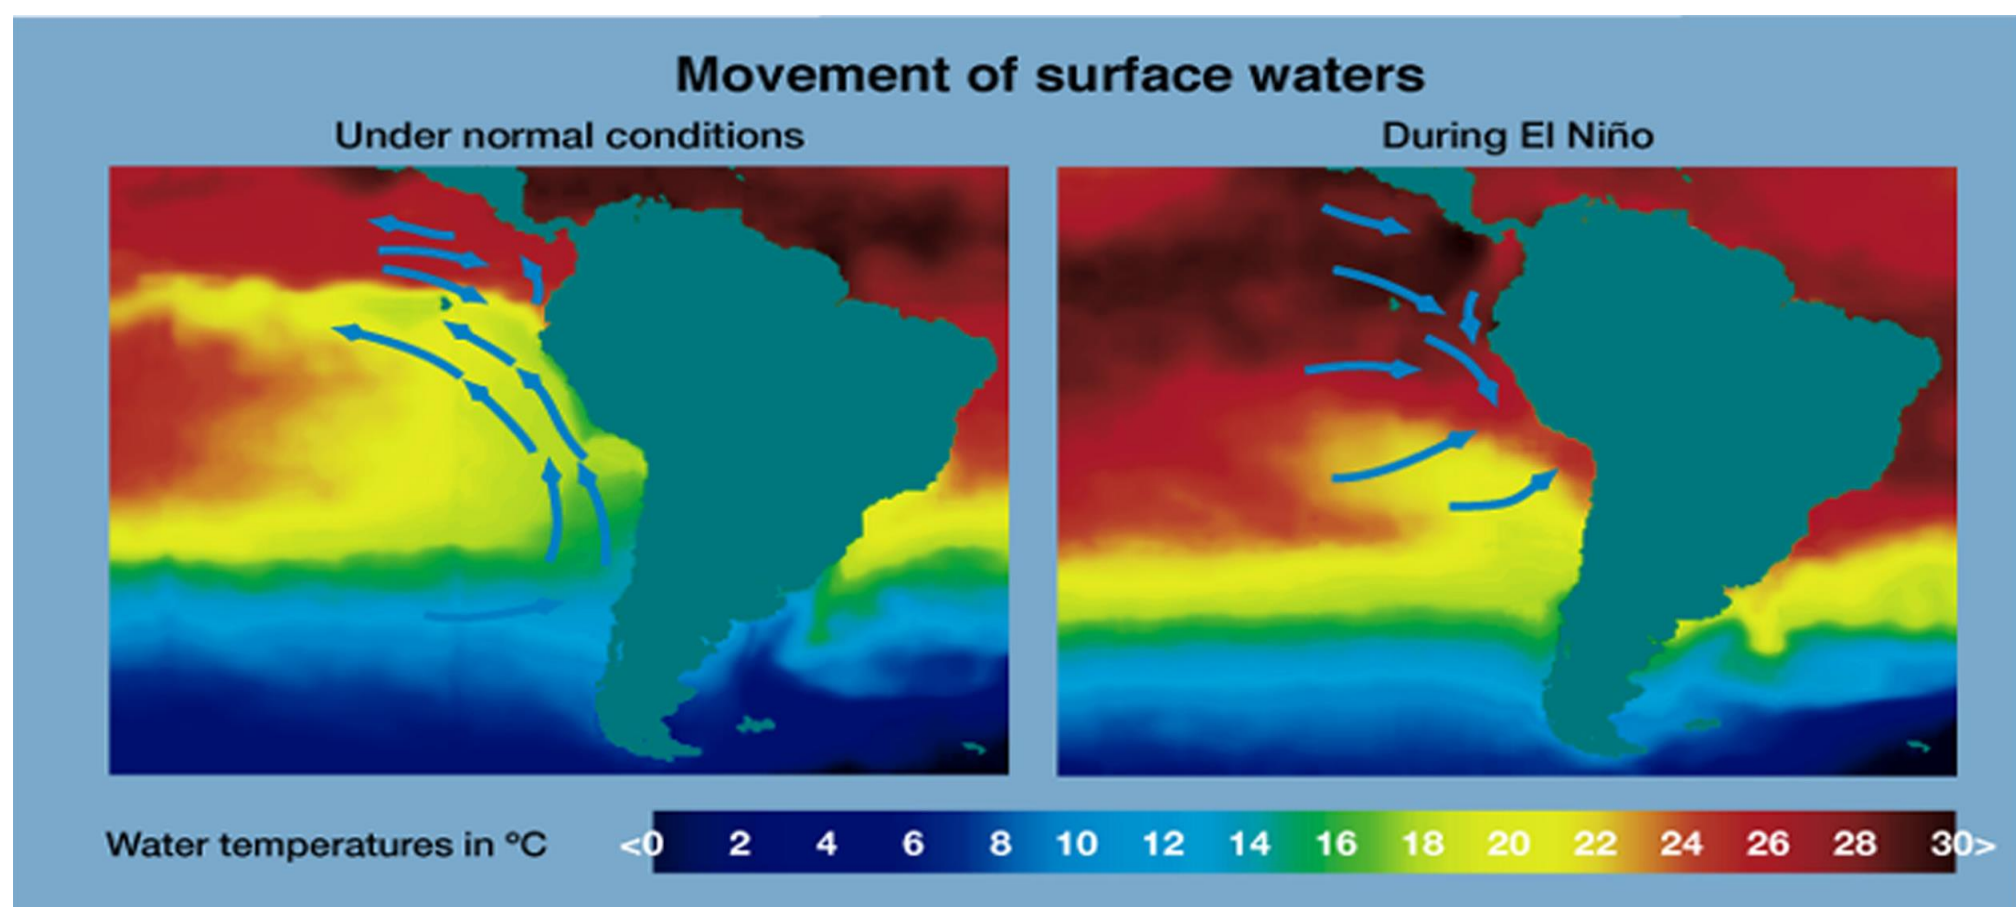 Movement of surface waters
Under normal conditions
During El Niño
Water temperatures in ºC
<0 2 4 6 8 10 12 14 16 18 20 22 24 26 28 30>